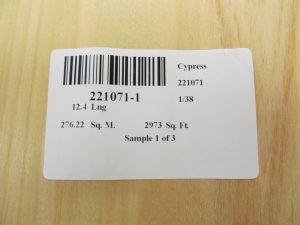 Cypress
221071
221071-1 1/38
12.4 Lng
276.22 Sq. M. 2973 Sq. Ft.
Sample 1 of 3